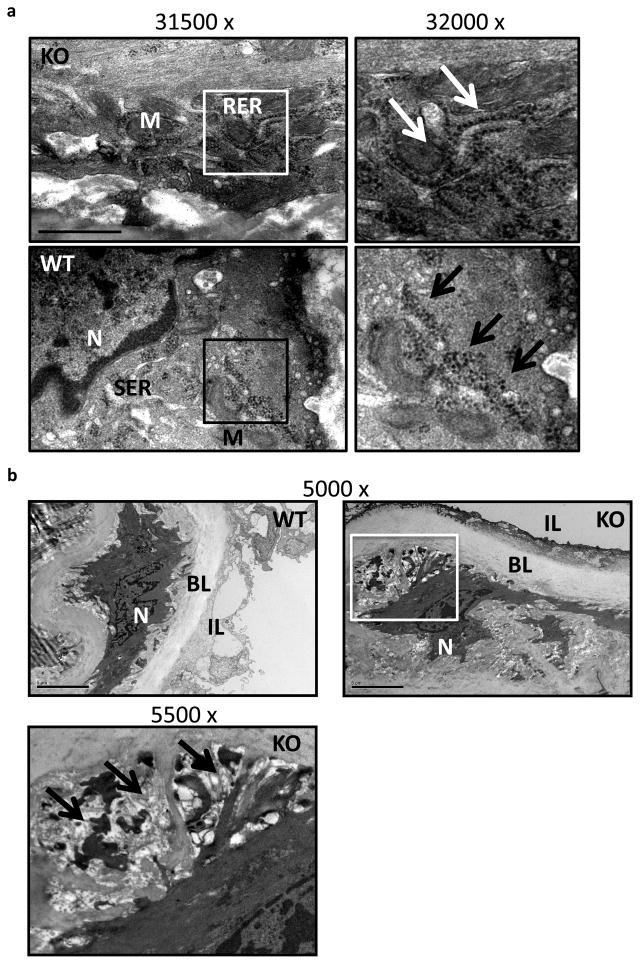 a
31500 x 32000 x
KO
M RER
WT
N
SER
M
b
5000 x
WT
N BL IL
IL KO
BL
N
5500 x
KO